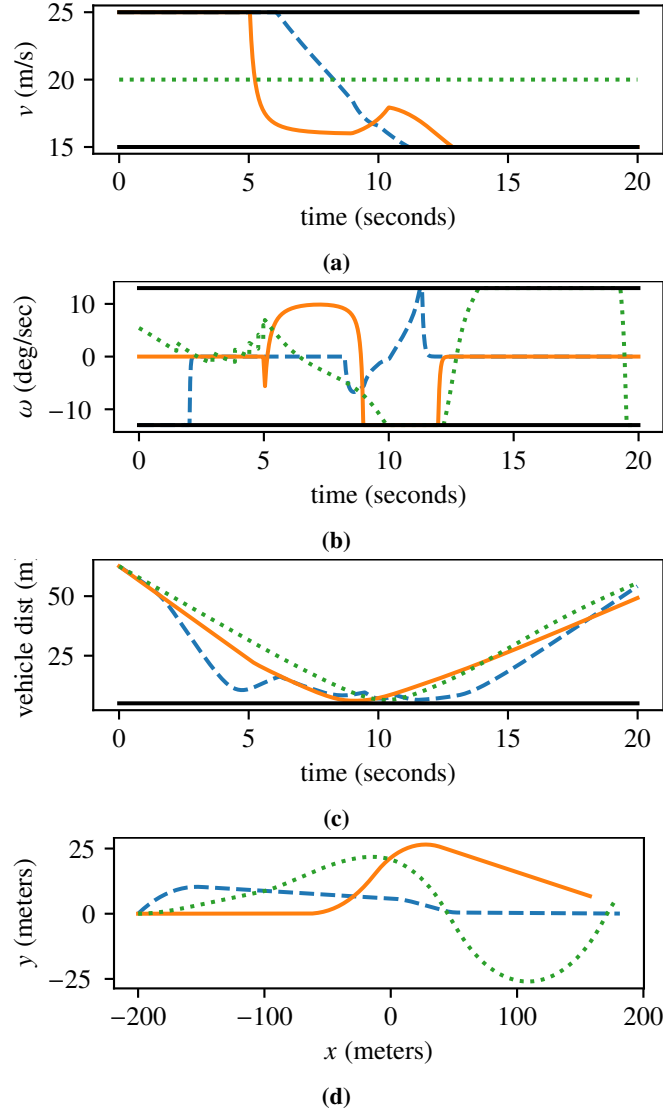 25
20
15
v (m/s)
0 5 10 15 20
time (seconds)
(a)
10
0
−10
ω (deg/sec)
0 5 10 15 20
time (seconds)
(b)
50
25
vehicle dist (m
0 5 10 15 20
time (seconds)
(c)
25
0
−25
y (meters)
−200 −100 0 100 200
x (meters)
(d)